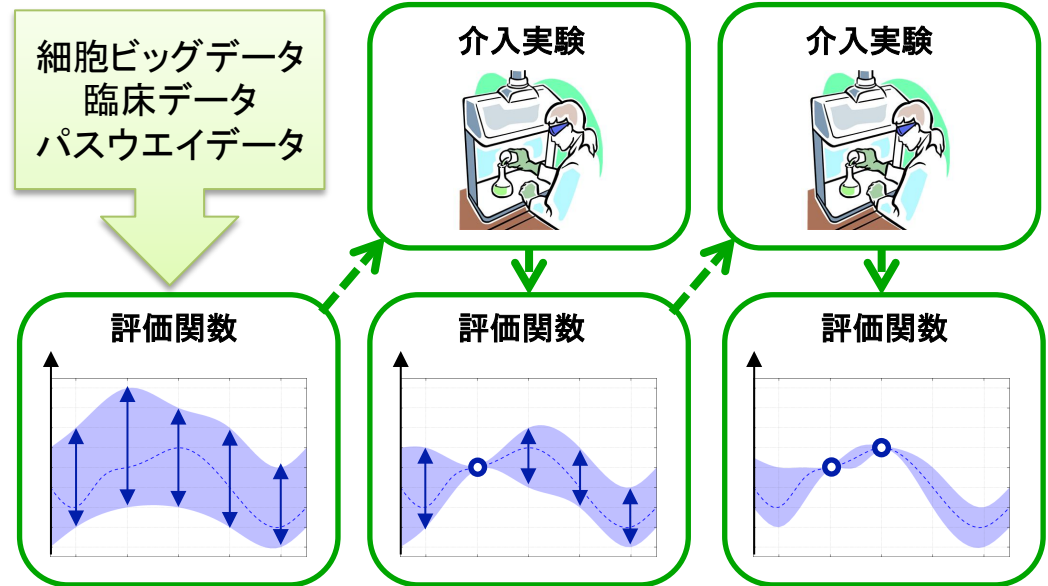 細胞ビッグデータ
臨床データ
パスウエイデータ
介入実験
介入実験
評価関数
評価関数
評価関数